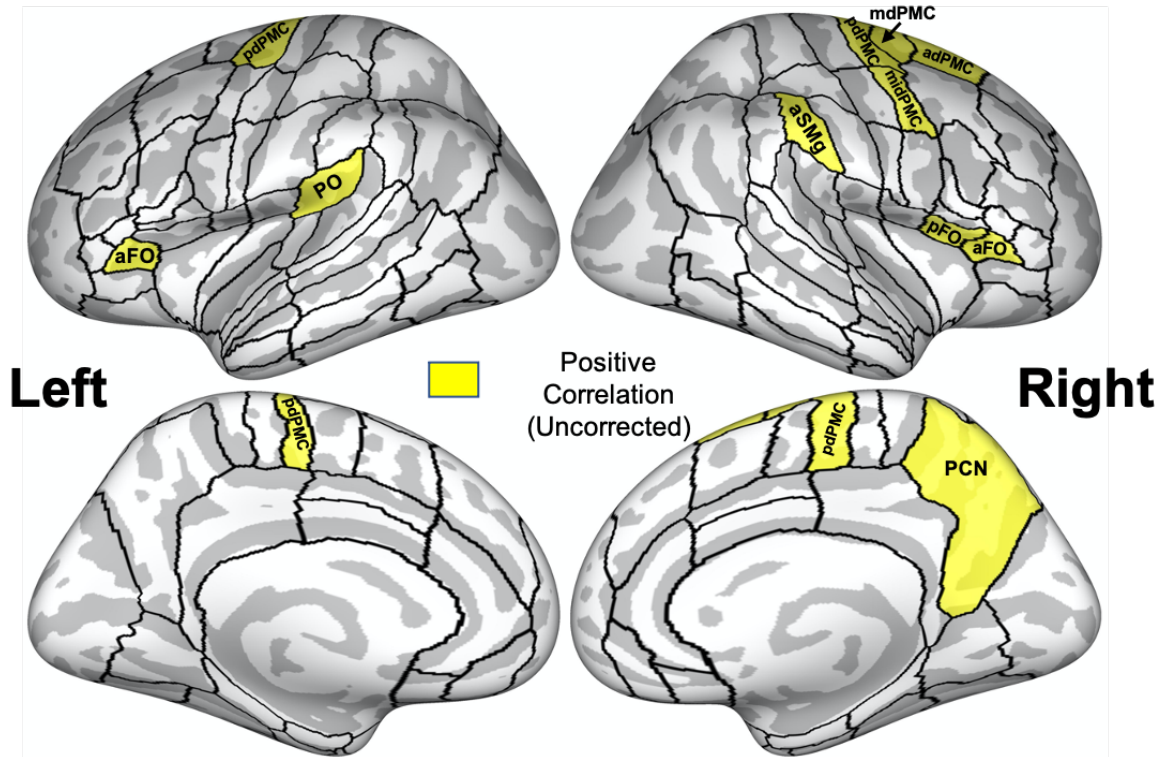 mdPMC
pdPMC
pdPMC
adPMC
midPMC
aSMg
PO
pFO
aFO
aFO
Left
Positive
Correlation
(Uncorrected)
Right
pdPMC
pdPMC
PCN